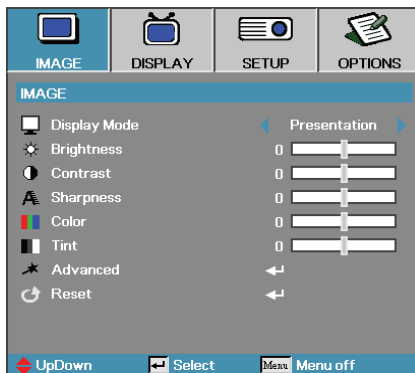 IMAGE DISPLAY SETUP OPTIONS
IMAGE
Display Mode Presentation
Brightness 0
Contrast 0
Sharpness 0
Color 0
Tint 0
Advanced
Reset
UpDown Select Menu Menu off